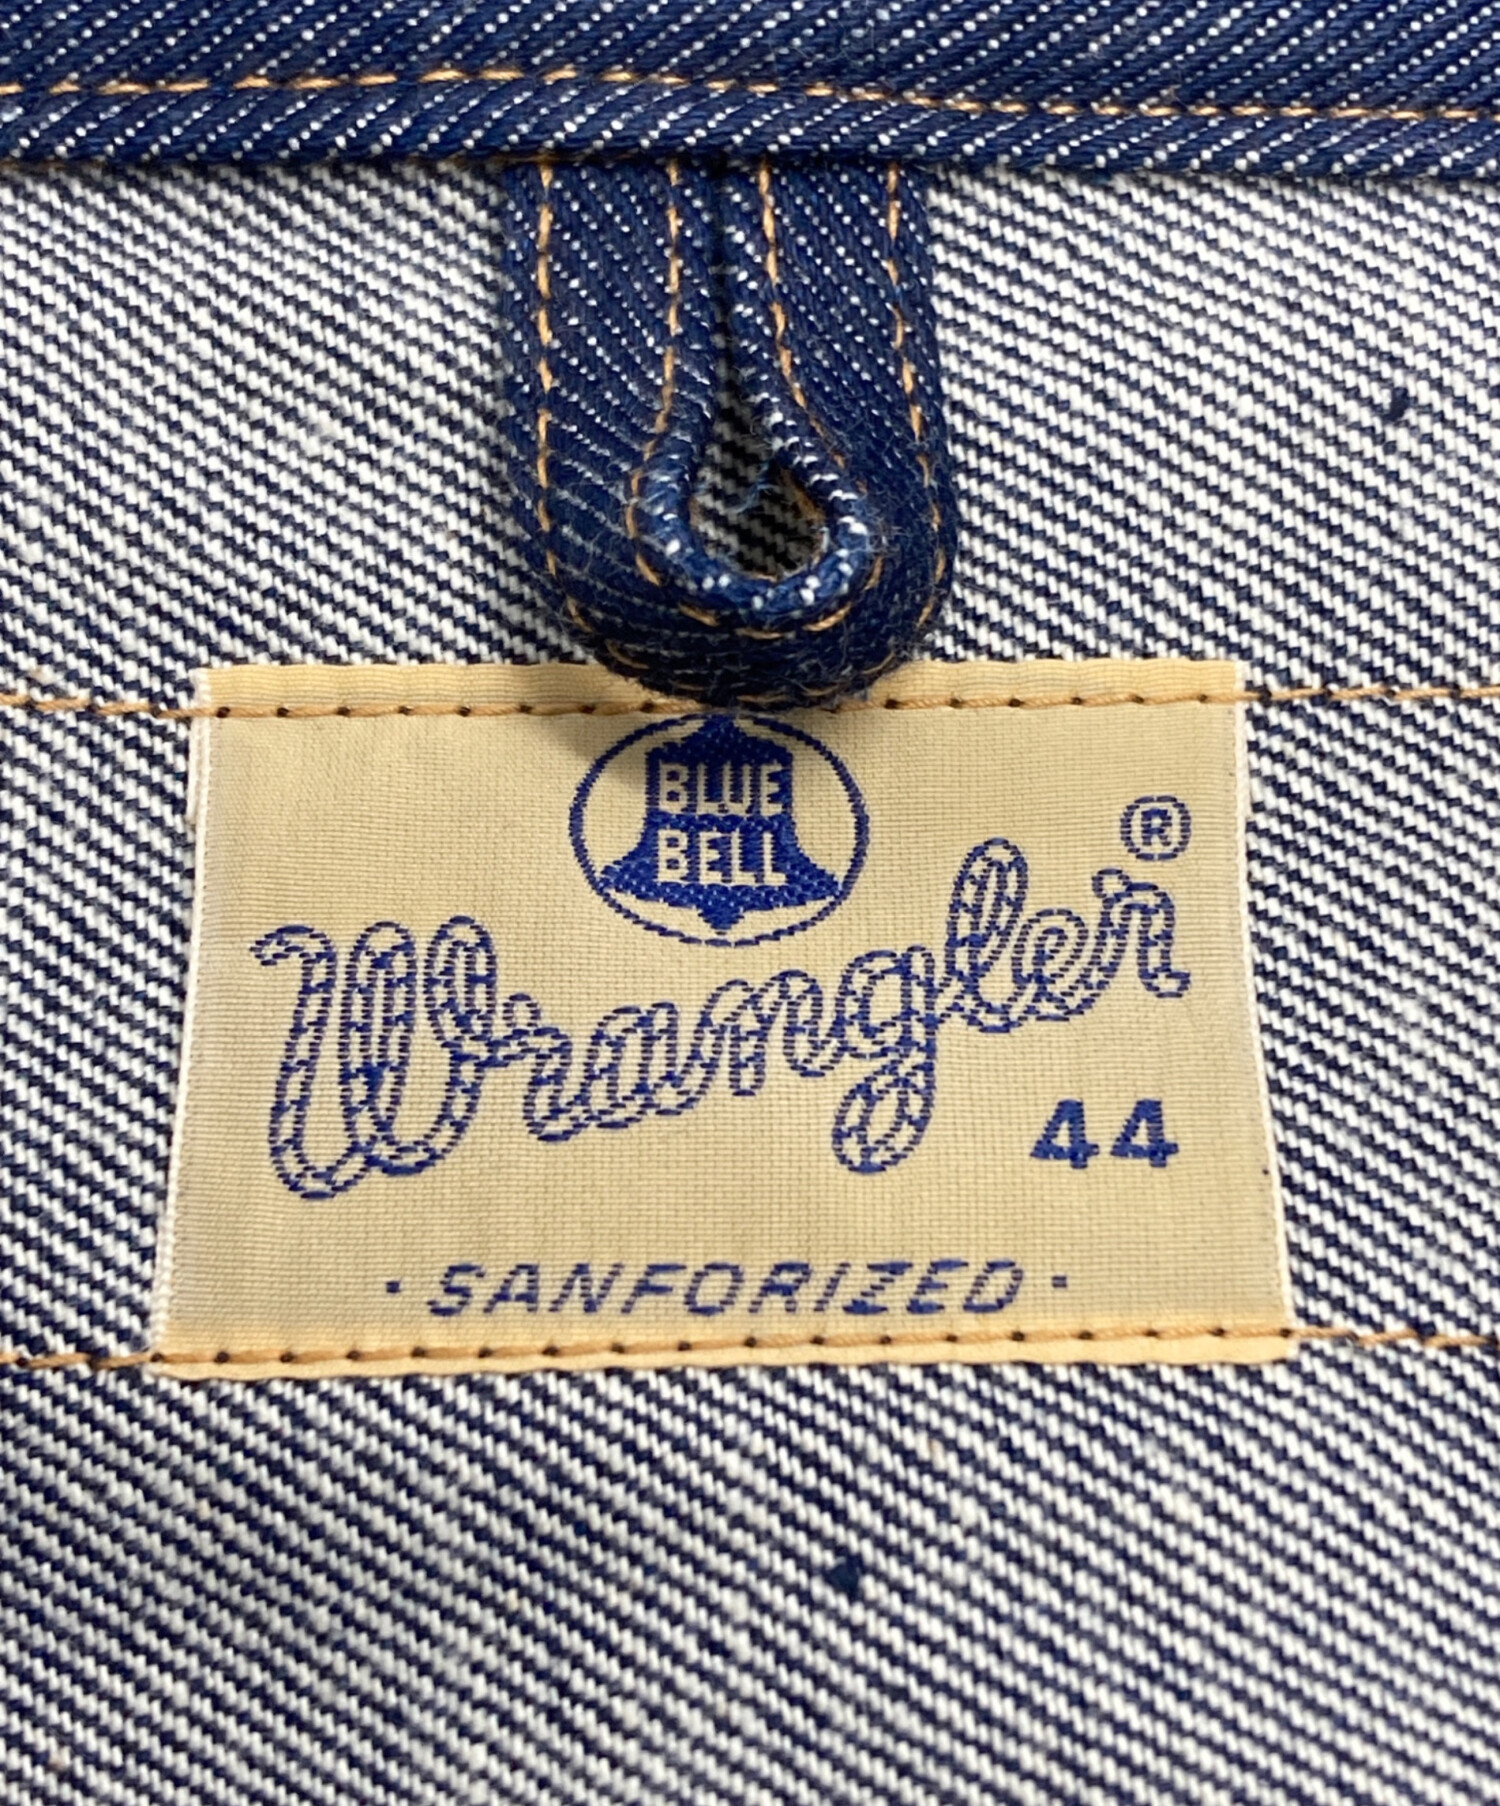 BLUE
BELL
Wrangler®
44
· SANFORIZED ·